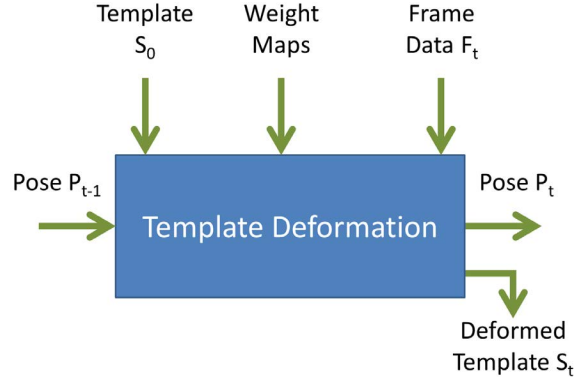 Template
S₀
Weight
Maps
Frame
Data Fₜ
Pose Pₜ₋₁
Template Deformation
Pose Pₜ
Deformed
Template Sₜ